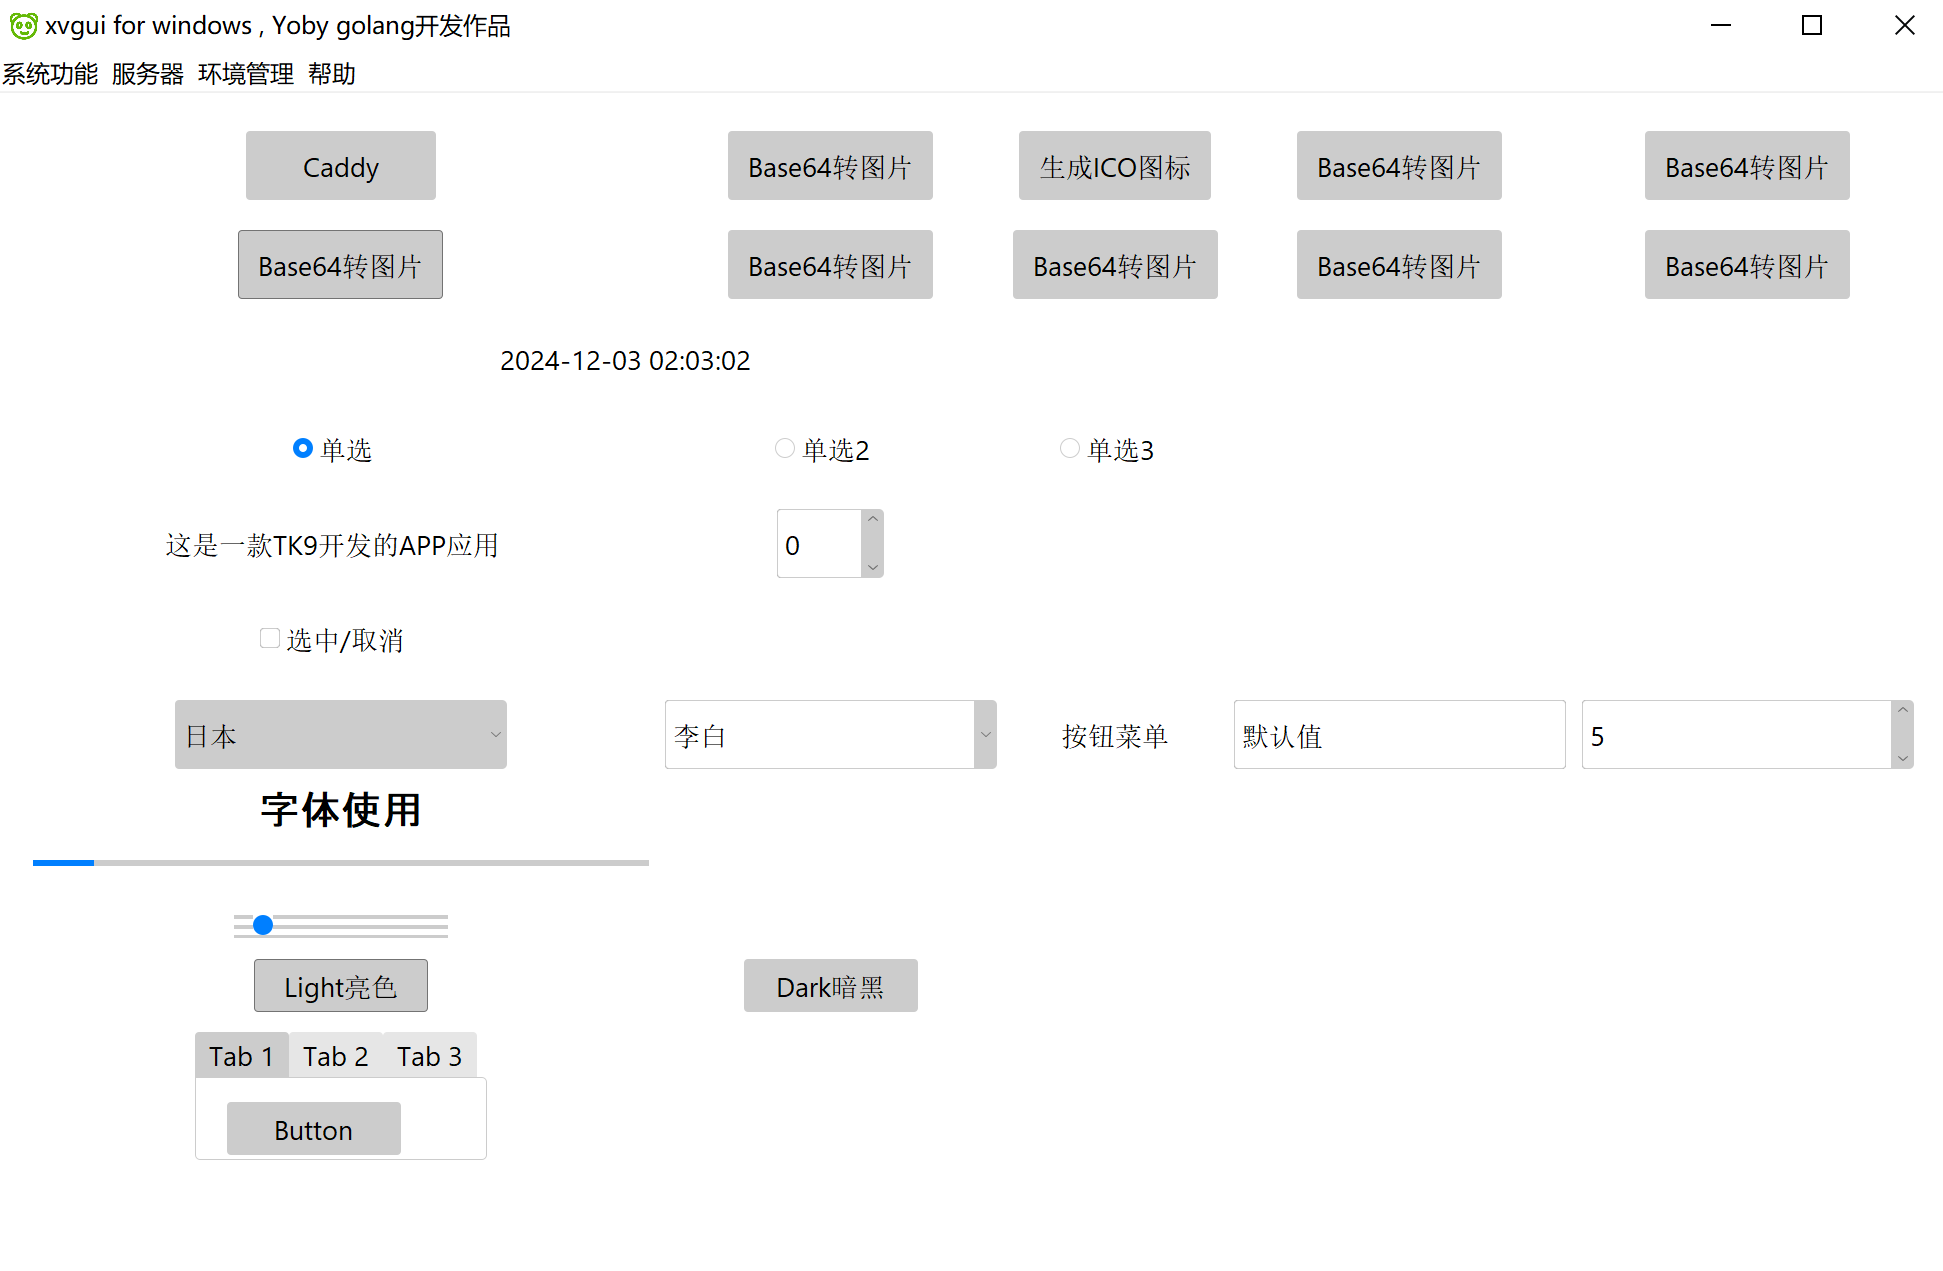 xvgui for windows , Yoby golang开发作品
系统功能 服务器 环境管理 帮助
Caddy Base64转图片 生成ICO图标 Base64转图片 Base64转图片
Base64转图片 Base64转图片 Base64转图片 Base64转图片 Base64转图片
2024-12-03 02:03:02
单选 单选2 单选3
这是一款TK9开发的APP应用 0
选中/取消
日本 李白 按钮菜单 默认值 5
字体使用
Light亮色 Dark暗黑
Tab 1 Tab 2 Tab 3
Button